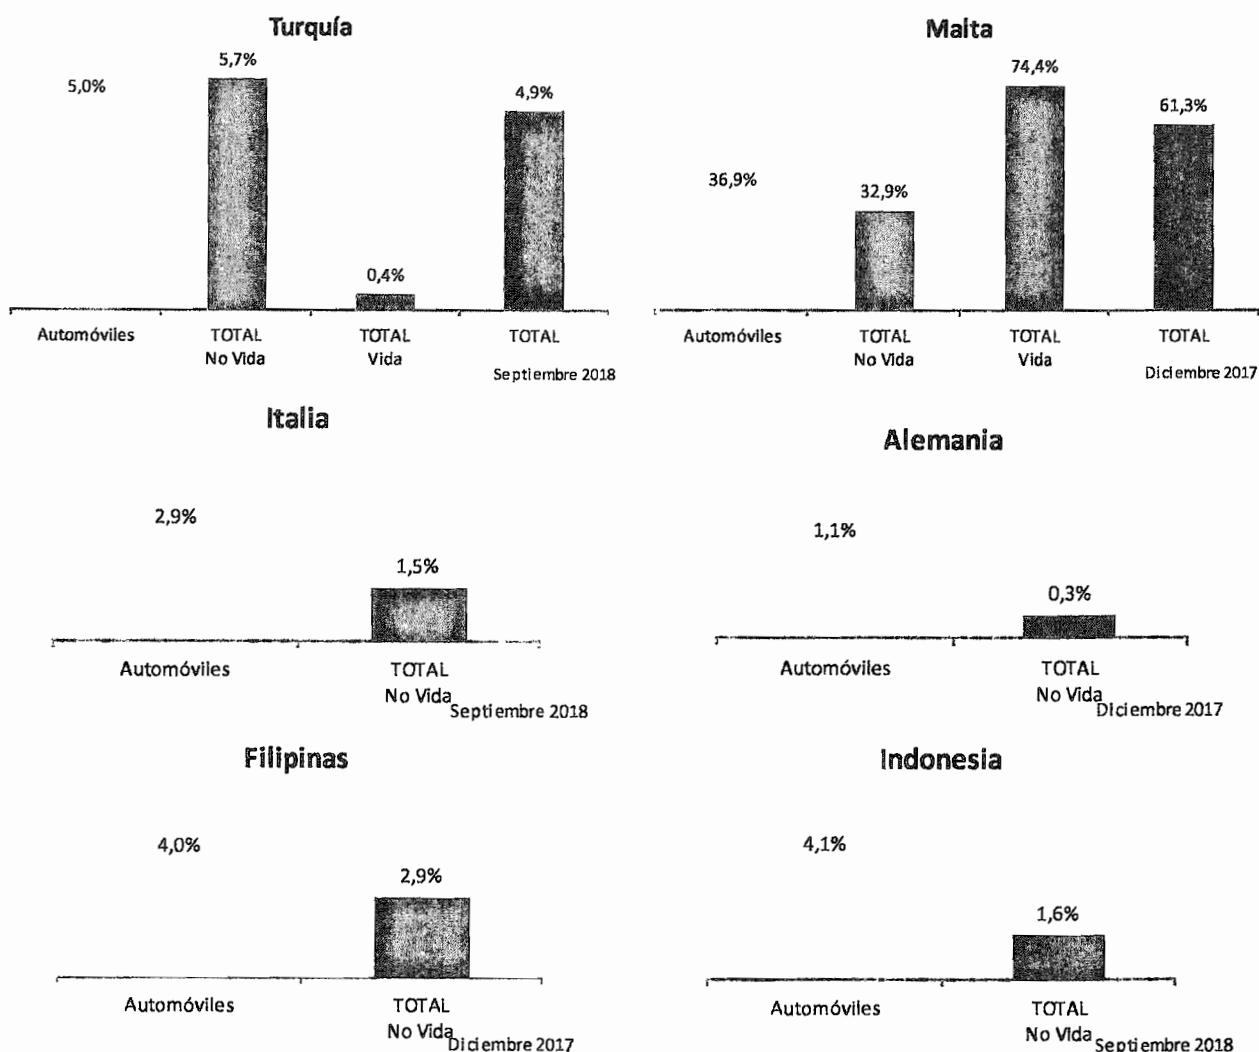 Turquía
5,0%
5,7%
0,4%
4,9%
Automóviles
TOTAL
No Vida
TOTAL
Vida
TOTAL
Septiembre 2018
Malta
36,9%
32,9%
74,4%
61,3%
Automóviles
TOTAL
No Vida
TOTAL
Vida
TOTAL
Diciembre 2017
Italia
2,9%
1,5%
Automóviles
TOTAL
No Vida
Septiembre 2018
Alemania
1,1%
0,3%
Automóviles
TOTAL
No Vida
Diciembre 2017
Filipinas
4,0%
2,9%
Automóviles
TOTAL
No Vida
Diciembre 2017
Indonesia
4,1%
1,6%
Automóviles
TOTAL
No Vida
Septiembre 2018